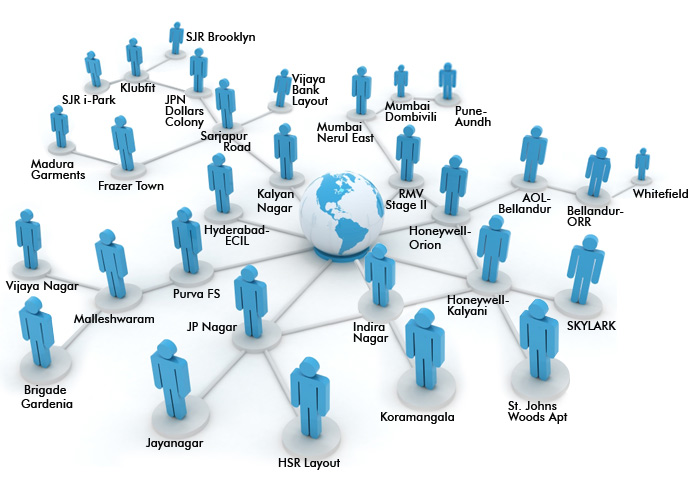 SJR Brooklyn
Klubfit
SJR i-Park
JPN
Dollars
Colony
Vijaya
Bank
Layout
Sarjapur
Road
Mumbai
Dombivili
Pune-
Aundh
Mumbai
Nerul East
Madura
Garments
Frazer Town
Kalyan
Nagar
RMV
Stage II
AOL-
Bellandur
Bellandur-
ORR
Whitefield
Hyderabad-
ECIL
Honeywell-
Orion
Vijaya Nagar
Purva FS
Malleshwaram
JP Nagar
Indira
Nagar
Honeywell-
Kalyani
SKYLARK
Brigade
Gardenia
Jayanagar
HSR Layout
Koramangala
St. Johns
Woods Apt